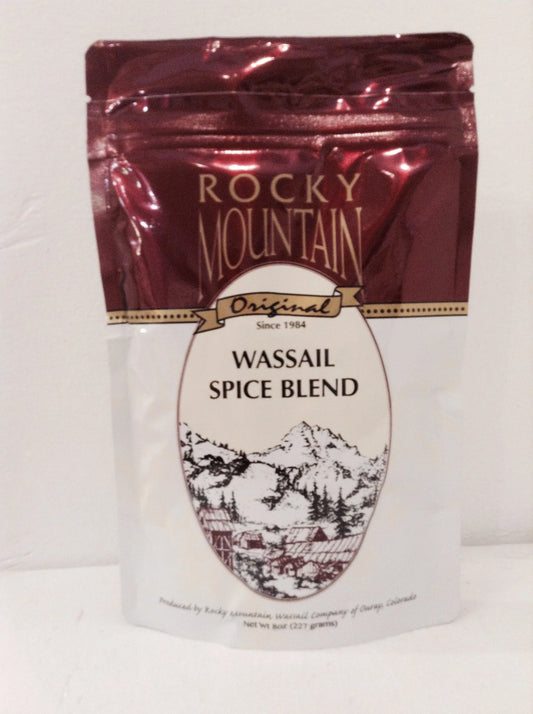 ROCKY
MOUNTAIN
Original
Since 1984
WASSAIL
SPICE BLEND
Produced by Rocky Mountain Wassail Company of Ouray, Colorado
Net Wt 8oz (227 grams)